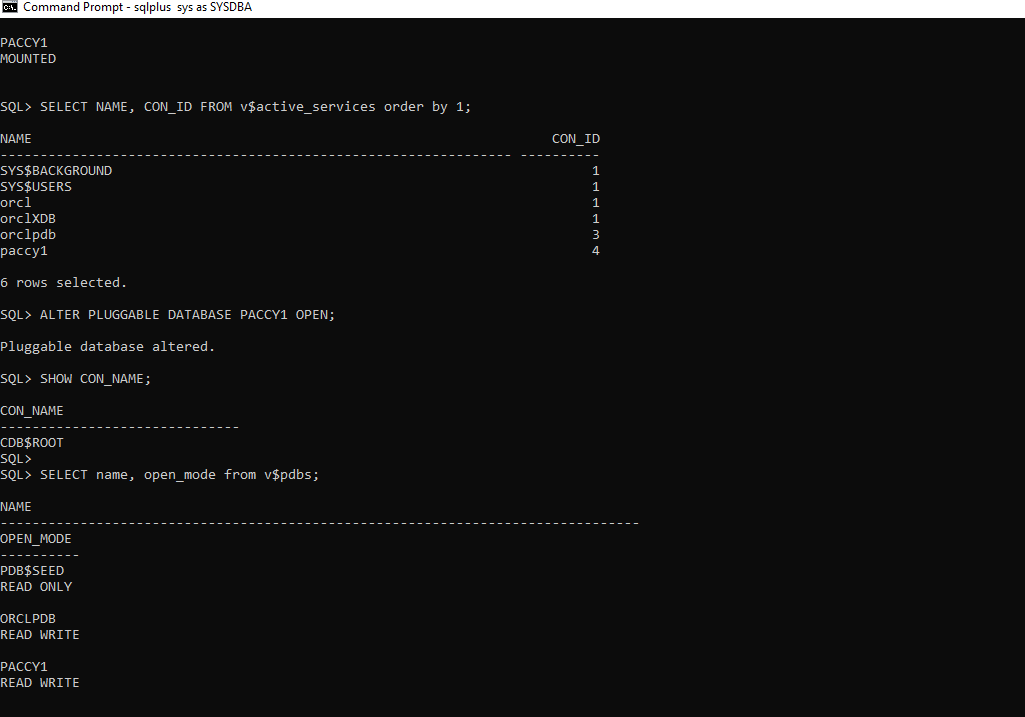 Command Prompt - sqlplus  sys as SYSDBA
PACCY1
MOUNTED
SQL> SELECT NAME, CON_ID FROM v$active_services order by 1;
NAME                                                                 CON_ID
---------------------------------------------------------------- ----------
SYS$BACKGROUND                                                            1
SYS$USERS                                                                 1
orcl                                                                      1
orclXDB                                                                   1
orclpdb                                                                   3
paccy1                                                                    4
6 rows selected.
SQL> ALTER PLUGGABLE DATABASE PACCY1 OPEN;
Pluggable database altered.
SQL> SHOW CON_NAME;
CON_NAME
------------------------------
CDB$ROOT
SQL>
SQL> SELECT name, open_mode from v$pdbs;
NAME
--------------------------------------------------------------------------------
OPEN_MODE
----------
PDB$SEED
READ ONLY
ORCLPDB
READ WRITE
PACCY1
READ WRITE